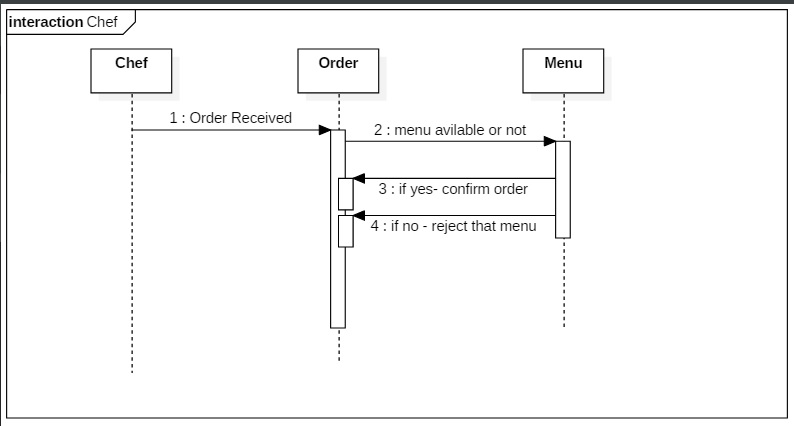 interaction Chef
Chef
Order
Menu
1 : Order Received
2 : menu avilable or not
3 : if yes- confirm order
4 : if no - reject that menu